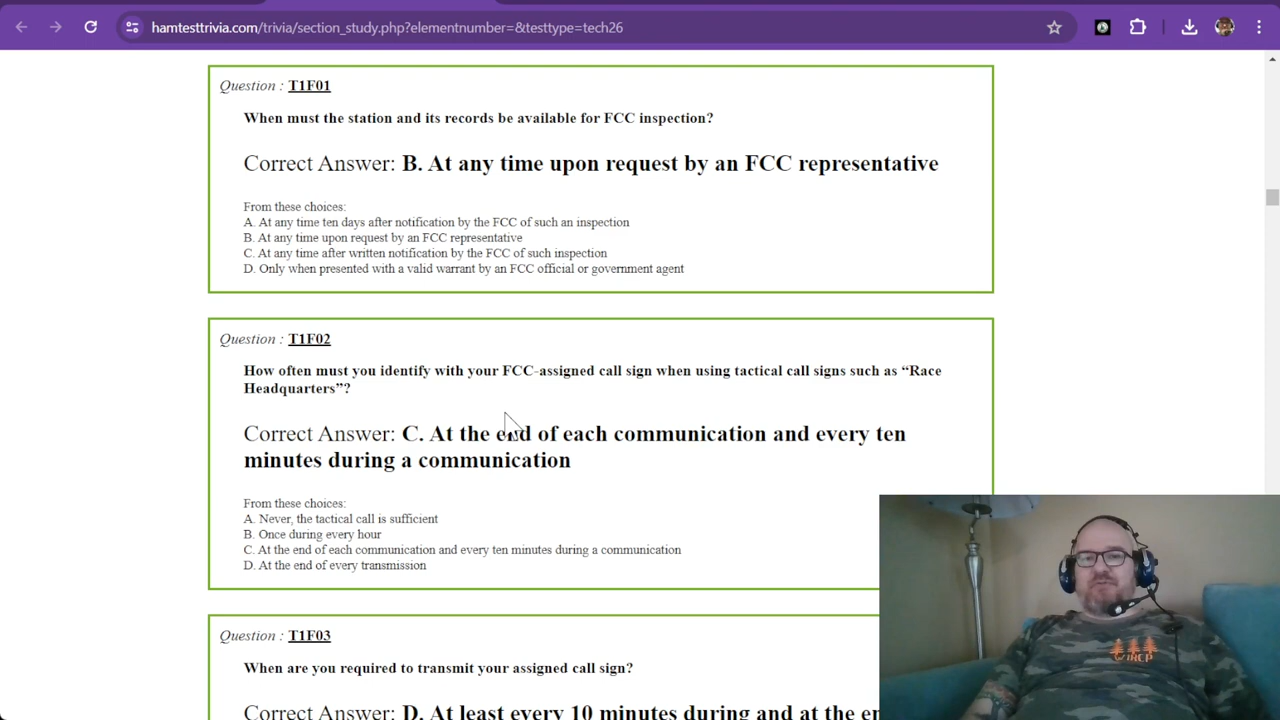 hamtesttrivia.com/trivia/section_study.php?elementnumber=&testtype=tech26
Question : T1F01
When must the station and its records be available for FCC inspection?
Correct Answer: B. At any time upon request by an FCC representative
From these choices:
A. At any time ten days after notification by the FCC of such an inspection
B. At any time upon request by an FCC representative
C. At any time after written notification by the FCC of such inspection
D. Only when presented with a valid warrant by an FCC official or government agent
Question : T1F02
How often must you identify with your FCC-assigned call sign when using tactical call signs such as “Race
Headquarters”?
Correct Answer: C. At the end of each communication and every ten
minutes during a communication
From these choices:
A. Never, the tactical call is sufficient
B. Once during every hour
C. At the end of each communication and every ten minutes during a communication
D. At the end of every transmission
Question : T1F03
When are you required to transmit your assigned call sign?
Correct Answer: D. At least every 10 minutes during and at the en